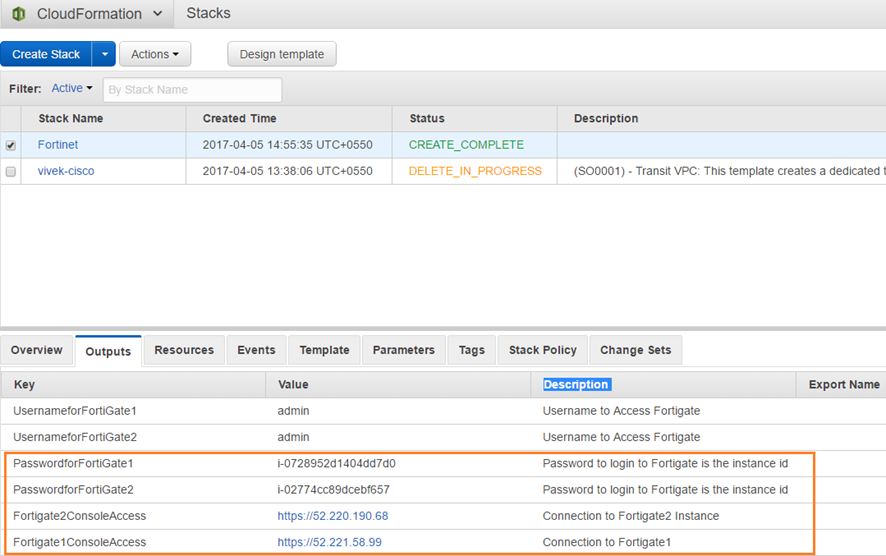 CloudFormation Stacks
Create Stack Actions Design template
Filter: Active By Stack Name
Stack Name Created Time Status Description
Fortinet 2017-04-05 14:55:35 UTC+0550 CREATE_COMPLETE
vivek-cisco 2017-04-05 13:38:06 UTC+0550 DELETE_IN_PROGRESS (SO0001) - Transit VPC: This template creates a dedicated t
Overview Outputs Resources Events Template Parameters Tags Stack Policy Change Sets
Key Value Description Export Name
UsernameforFortiGate1 admin Username to Access Fortigate
UsernameforFortiGate2 admin Username to Access Fortigate
PasswordforFortiGate1 i-0728952d1404dd7d0 Password to login to Fortigate is the instance id
PasswordforFortiGate2 i-02774cc89dcebf657 Password to login to Fortigate is the instance id
Fortigate2ConsoleAccess https://52.220.190.68 Connection to Fortigate2 Instance
Fortigate1ConsoleAccess https://52.221.58.99 Connection to Fortigate1